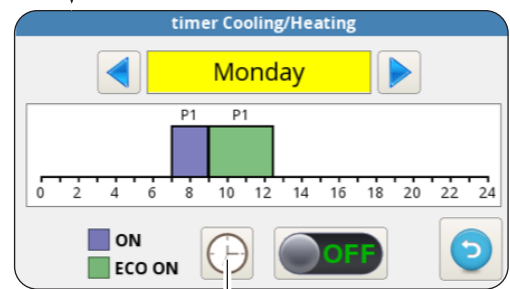 timer Cooling/Heating
Monday
P1 P1
0 2 4 6 8 10 12 14 16 18 20 22 24
ON
OFF
ECO ON